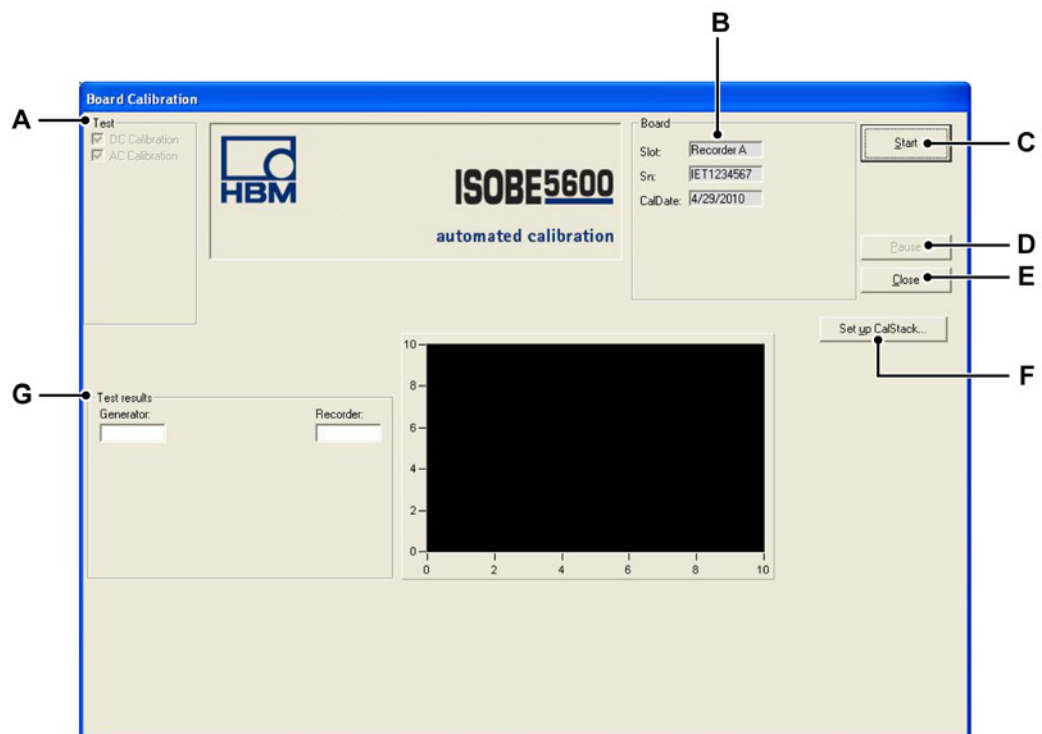 B
Board Calibration
A
Test
DC Calibration
AC Calibration
HBM
ISOBE5600
automated calibration
Board
Slot: Recorder A
Sn: IET1234567
CalDate: 4/29/2010
Start
C
Pause
D
Close
E
Set up CalStack...
F
G
Test results
Generator:
Recorder:
10
8
6
4
2
0
0 2 4 6 8 10